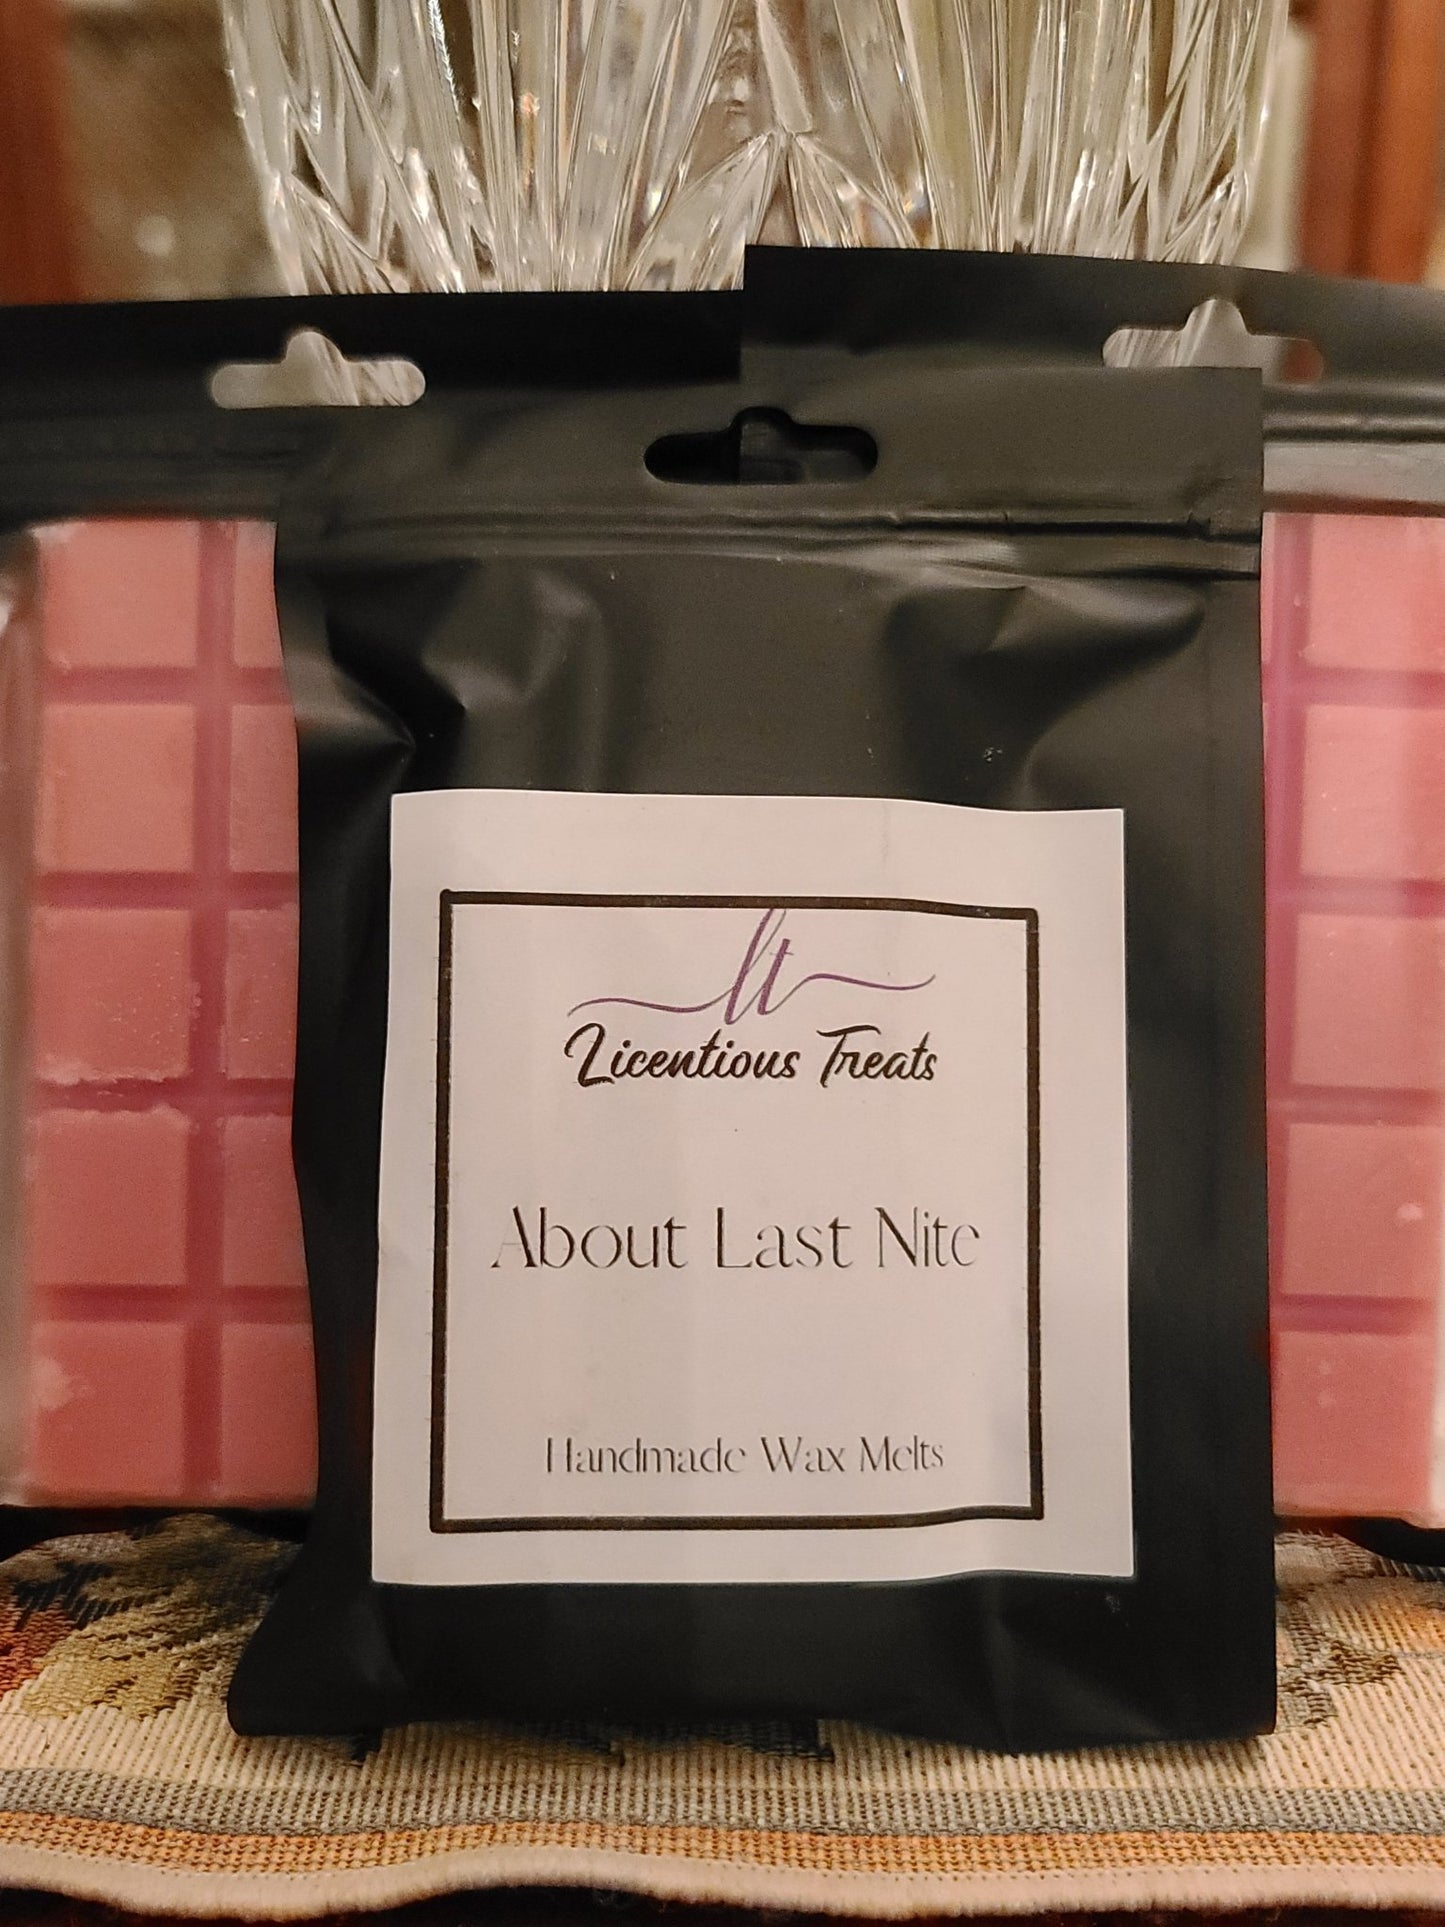 lt
Licentious Treats
About Last Nite
Handmade Wax Melts